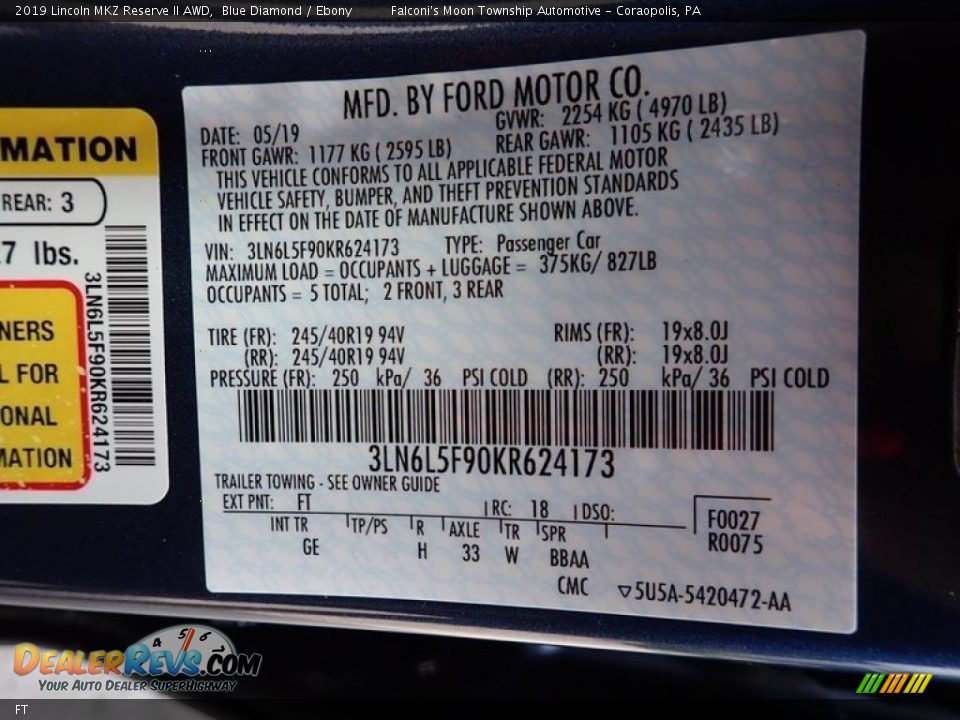 2019 Lincoln MKZ Reserve II AWD, Blue Diamond / Ebony Falconi's Moon Township Automotive - Coraopolis, PA
MATION
REAR: 3
7 lbs.
NERS
L FOR
ONAL
MATION
3LN6L5F90KR624173
MFD. BY FORD MOTOR CO.
DATE: 05/19 GVWR: 2254 KG ( 4970 LB)
FRONT GAWR: 1177 KG ( 2595 LB) REAR GAWR: 1105 KG ( 2435 LB)
THIS VEHICLE CONFORMS TO ALL APPLICABLE FEDERAL MOTOR
VEHICLE SAFETY, BUMPER, AND THEFT PREVENTION STANDARDS
IN EFFECT ON THE DATE OF MANUFACTURE SHOWN ABOVE.
VIN: 3LN6L5F90KR624173 TYPE: Passenger Car
MAXIMUM LOAD = OCCUPANTS + LUGGAGE = 375KG/ 827LB
OCCUPANTS = 5 TOTAL; 2 FRONT, 3 REAR
TIRE (FR): 245/40R19 94V RIMS (FR): 19x8.0J
(RR): 245/40R19 94V (RR): 19x8.0J
PRESSURE (FR): 250 kPa/ 36 PSI COLD (RR): 250 kPa/ 36 PSI COLD
3LN6L5F90KR624173
TRAILER TOWING - SEE OWNER GUIDE
EXT PNT: FT RC: 18 DSO:
INT TR TP/PS R AXLE TR SPR
GE H 33 W BBAA
CMC
F0027
R0075
▽5U5A-5420472-AA
4 5 6
DEALERREVS.COM
YOUR AUTO DEALER SUPERHIGHWAY
FT